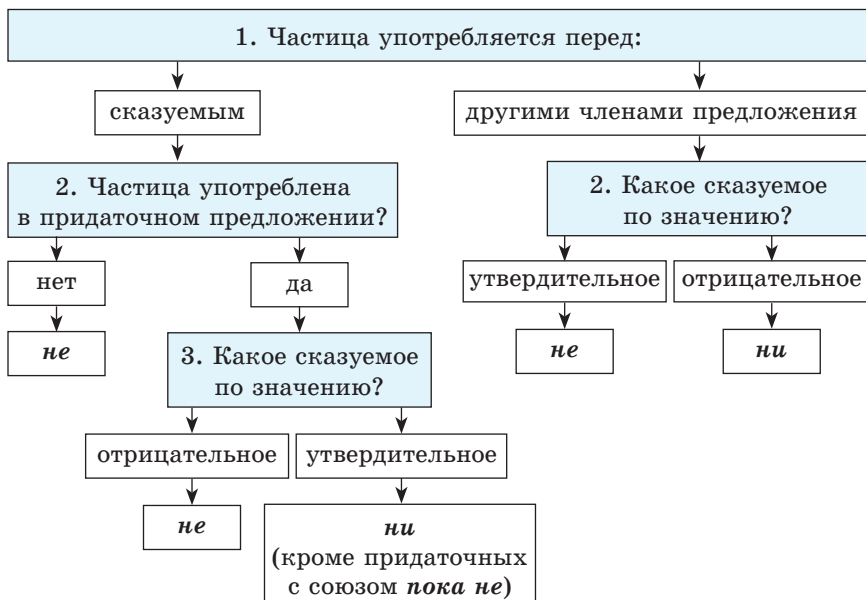 1. Частица употребляется перед:
сказуемым
другими членами предложения
2. Частица употреблена
в придаточном предложении?
2. Какое сказуемое
по значению?
нет
да
утвердительное
отрицательное
не
не
ни
3. Какое сказуемое
по значению?
отрицательное
утвердительное
не
ни
(кроме придаточных
с союзом пока не)